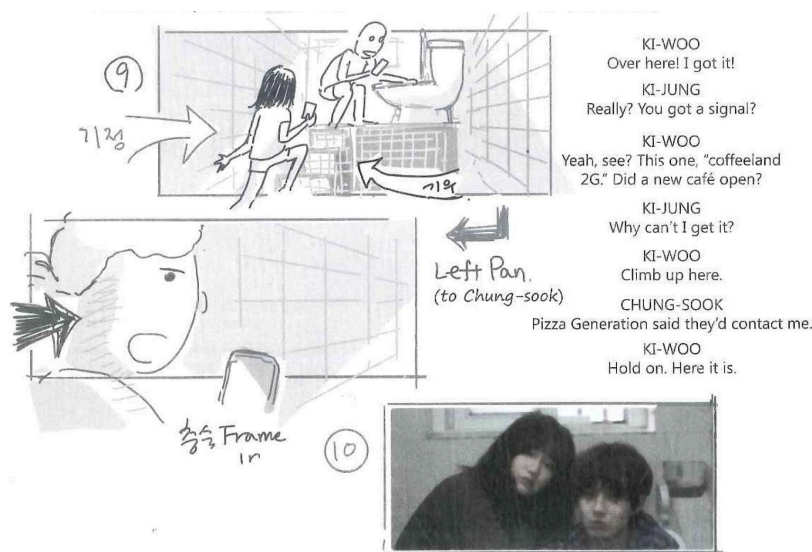 9
기정
기우
Left Pan.
(to Chung-sook)
충숙 Frame
in
10
KI-WOO
Over here! I got it!
KI-JUNG
Really? You got a signal?
KI-WOO
Yeah, see? This one, "coffeeland
2G." Did a new café open?
KI-JUNG
Why can't I get it?
KI-WOO
Climb up here.
CHUNG-SOOK
Pizza Generation said they'd contact me.
KI-WOO
Hold on. Here it is.